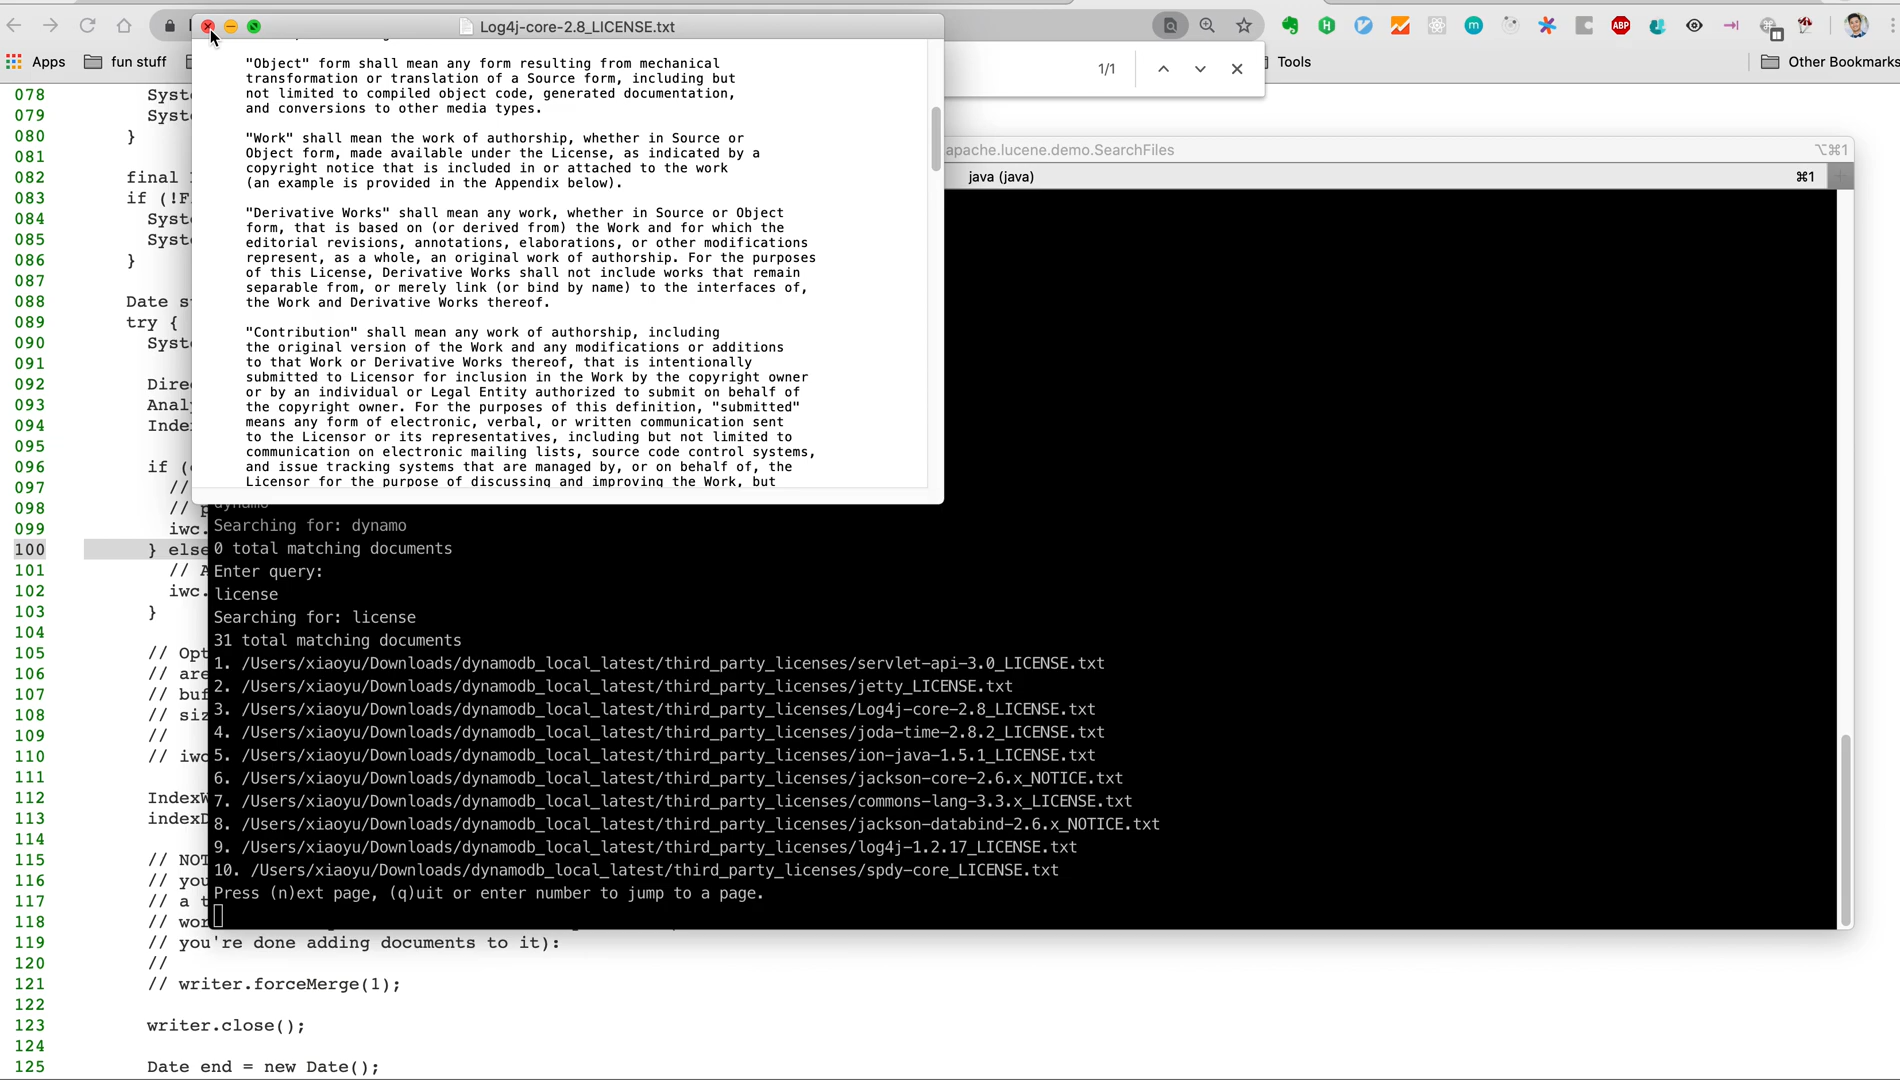 Log4j-core-2.8_LICENSE.txt
1/1
Apps
fun stuff
Tools
Other Bookmarks
"Object" form shall mean any form resulting from mechanical
transformation or translation of a Source form, including but
not limited to compiled object code, generated documentation,
and conversions to other media types.
"Work" shall mean the work of authorship, whether in Source or
Object form, made available under the License, as indicated by a
copyright notice that is included in or attached to the work
(an example is provided in the Appendix below).
"Derivative Works" shall mean any work, whether in Source or Object
form, that is based on (or derived from) the Work and for which the
editorial revisions, annotations, elaborations, or other modifications
represent, as a whole, an original work of authorship. For the purposes
of this License, Derivative Works shall not include works that remain
separable from, or merely link (or bind by name) to the interfaces of,
the Work and Derivative Works thereof.
"Contribution" shall mean any work of authorship, including
the original version of the Work and any modifications or additions
to that Work or Derivative Works thereof, that is intentionally
submitted to Licensor for inclusion in the Work by the copyright owner
or by an individual or Legal Entity authorized to submit on behalf of
the copyright owner. For the purposes of this definition, "submitted"
means any form of electronic, verbal, or written communication sent
to the Licensor or its representatives, including but not limited to
communication on electronic mailing lists, source code control systems,
and issue tracking systems that are managed by, or on behalf of, the
Licensor for the purpose of discussing and improving the Work, but
apache.lucene.demo.SearchFiles
⌥⌘1
java (java)
⌘1
dynamo
Searching for: dynamo
0 total matching documents
Enter query:
license
Searching for: license
31 total matching documents
1. /Users/xiaoyu/Downloads/dynamodb_local_latest/third_party_licenses/servlet-api-3.0_LICENSE.txt
2. /Users/xiaoyu/Downloads/dynamodb_local_latest/third_party_licenses/jetty_LICENSE.txt
3. /Users/xiaoyu/Downloads/dynamodb_local_latest/third_party_licenses/Log4j-core-2.8_LICENSE.txt
4. /Users/xiaoyu/Downloads/dynamodb_local_latest/third_party_licenses/joda-time-2.8.2_LICENSE.txt
5. /Users/xiaoyu/Downloads/dynamodb_local_latest/third_party_licenses/ion-java-1.5.1_LICENSE.txt
6. /Users/xiaoyu/Downloads/dynamodb_local_latest/third_party_licenses/jackson-core-2.6.x_NOTICE.txt
7. /Users/xiaoyu/Downloads/dynamodb_local_latest/third_party_licenses/commons-lang-3.3.x_LICENSE.txt
8. /Users/xiaoyu/Downloads/dynamodb_local_latest/third_party_licenses/jackson-databind-2.6.x_NOTICE.txt
9. /Users/xiaoyu/Downloads/dynamodb_local_latest/third_party_licenses/log4j-1.2.17_LICENSE.txt
10. /Users/xiaoyu/Downloads/dynamodb_local_latest/third_party_licenses/spdy-core_LICENSE.txt
Press (n)ext page, (q)uit or enter number to jump to a page.
078 Syst
079 Syst
080 }
081
082 final
083 if (!F
084 Syst
085 Syst
086 }
087
088 Date s
089 try {
090 Syst
091
092 Dire
093 Anal
094 Inde
095
096 if (
097 //
098 // p
099 iwc.
100 } else
101 // A
102 iwc.
103 }
104
105 // Opt
106 // are
107 // buf
108 // siz
109 //
110 // iwc
111
112 IndexW
113 indexD
114
115 // NOT
116 // you
117 // a t
118 // wor
119 // you're done adding documents to it):
120 //
121 // writer.forceMerge(1);
122
123 writer.close();
124
125 Date end = new Date();